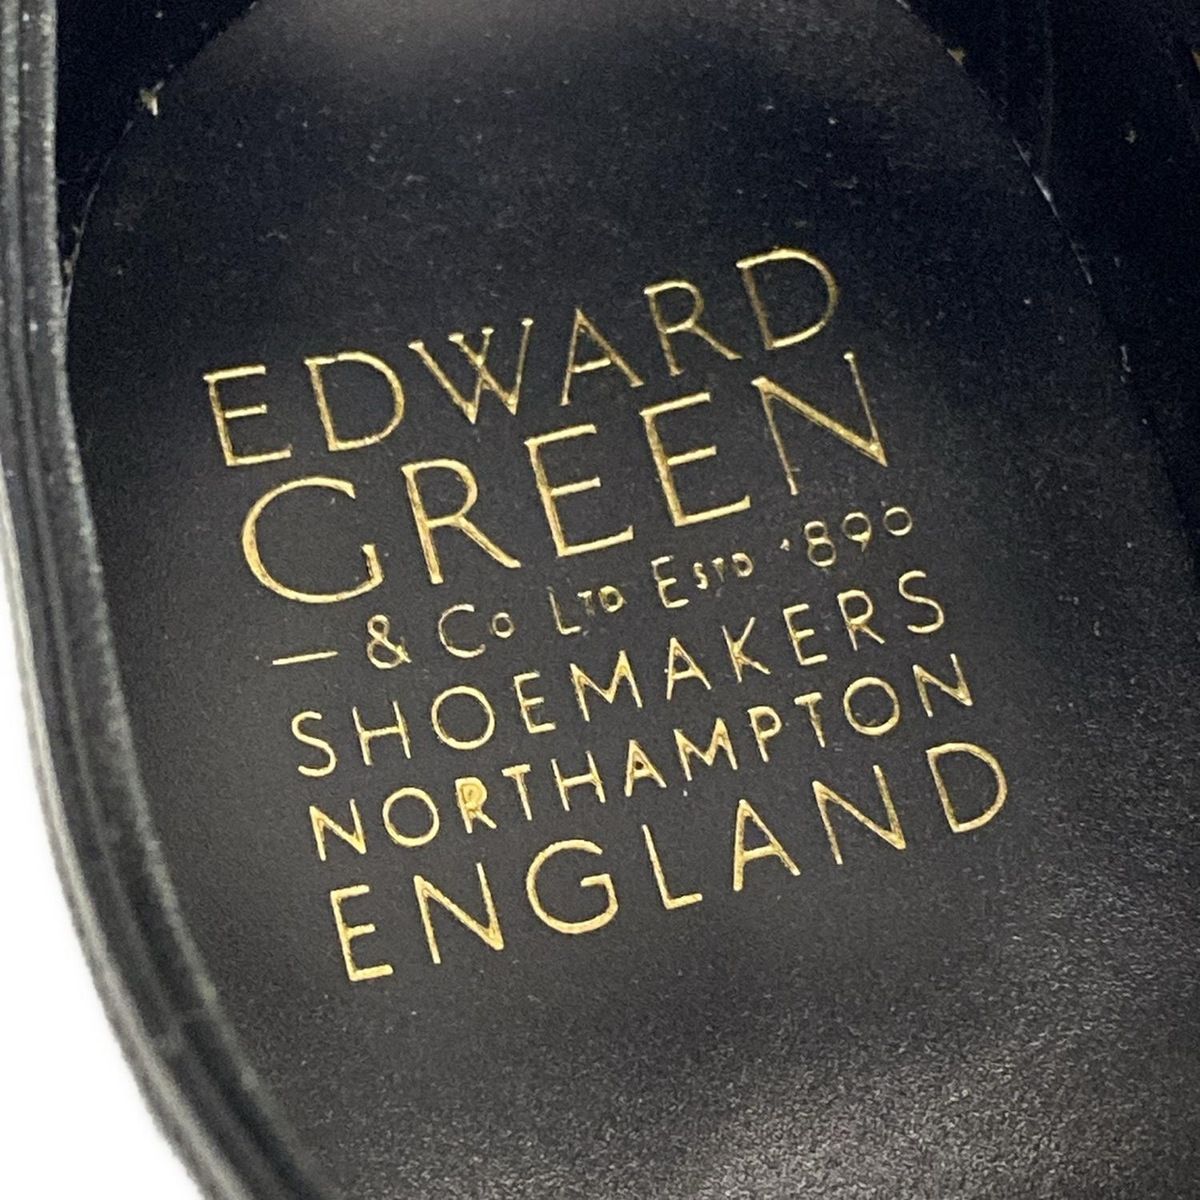 EDWARD
GREEN
— & Co LTD ESTD 1890
SHOEMAKERS
NORTHAMPTON
ENGLAND